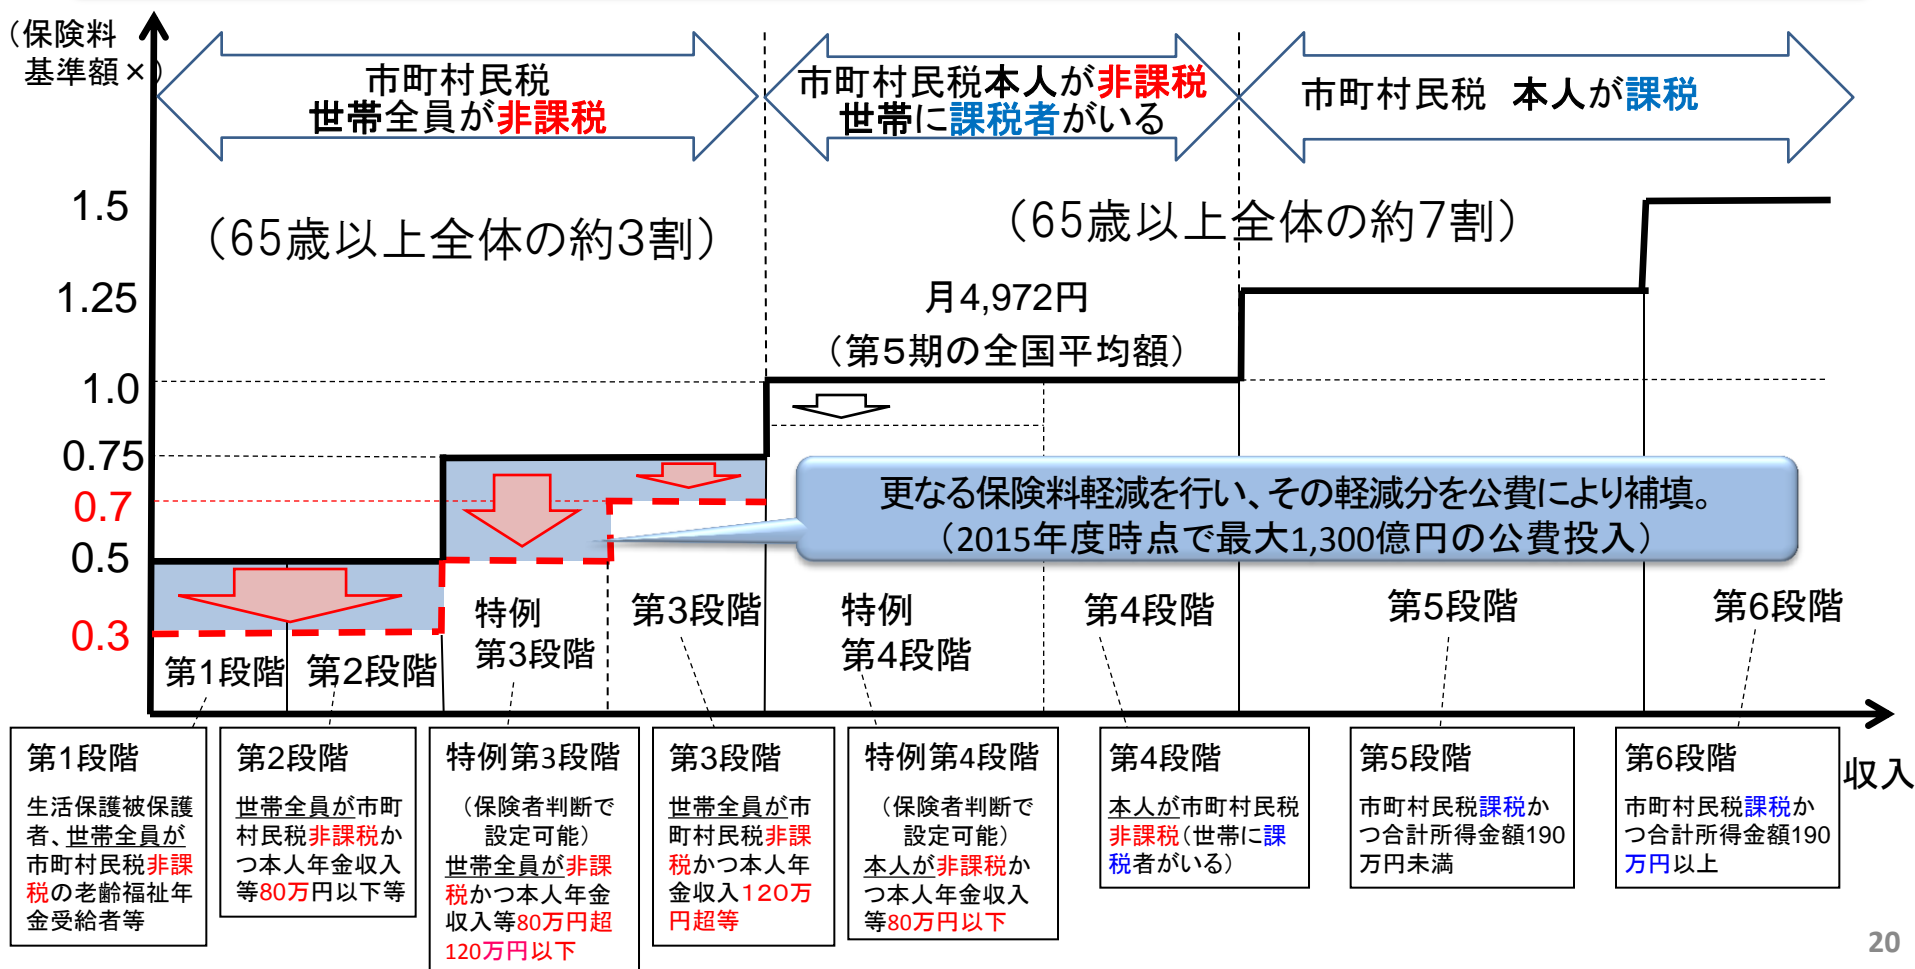 （保険料
基準額×）
市町村民税
世帯全員が非課税
市町村民税本人が非課税
世帯に課税者がいる
市町村民税 本人が課税
（65歳以上全体の約3割）
（65歳以上全体の約7割）
1.5
1.25
1.0
0.75
0.7
0.5
0.3
月4,972円
（第5期の全国平均額）
更なる保険料軽減を行い、その軽減分を公費により補填。
（2015年度時点で最大1,300億円の公費投入）
第1段階
第2段階
特例
第3段階
第3段階
特例
第4段階
第4段階
第5段階
第6段階
収入
第1段階
生活保護被保護
者、世帯全員が
市町村民税非課
税の老齢福祉年
金受給者等
第2段階
世帯全員が市町
村民税非課税か
つ本人年金収入
等80万円以下等
特例第3段階
（保険者判断で
設定可能）
世帯全員が非課
税かつ本人年金
収入等80万円超
120万円以下
第3段階
世帯全員が市
町村民税非課
税かつ本人年
金収入120万
円超等
特例第4段階
（保険者判断で
設定可能）
本人が非課税か
つ本人年金収入
等80万円以下
第4段階
本人が市町村民税
非課税（世帯に課
税者がいる）
第5段階
市町村民税課税か
つ合計所得金額190
万円未満
第6段階
市町村民税課税か
つ合計所得金額190
万円以上
20